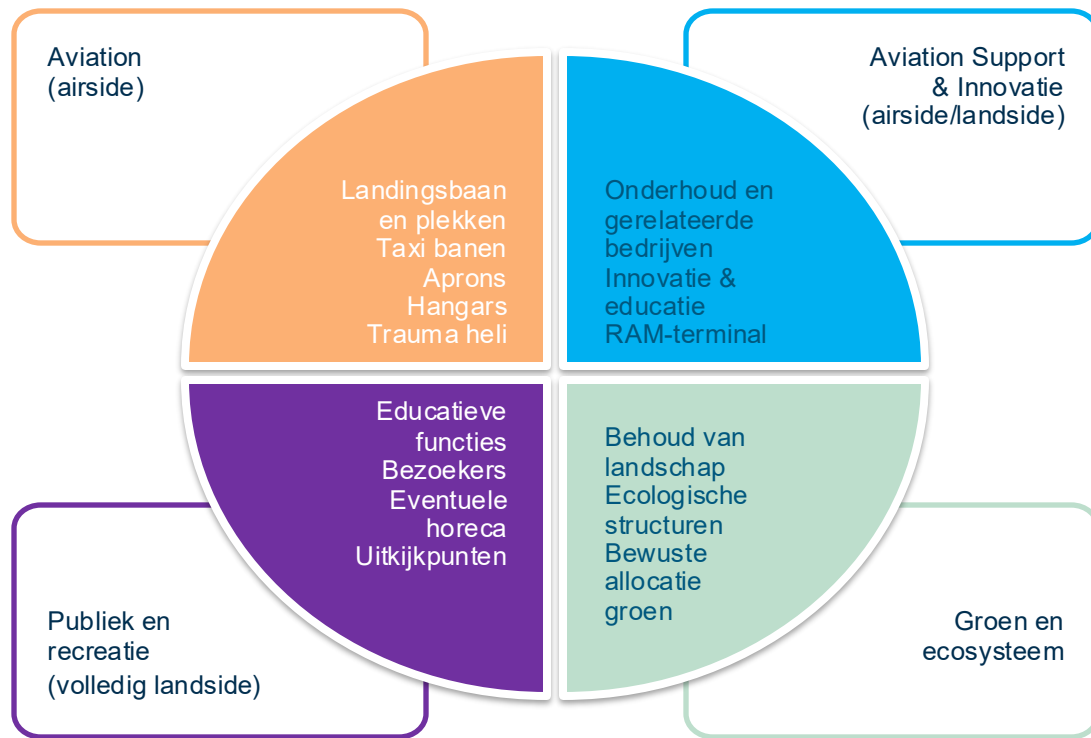 Aviation
(airside)
Aviation Support
& Innovatie
(airside/landside)
Landingsbaan
en plekken
Taxi banen
Aprons
Hangars
Trauma heli
Onderhoud en
gerelateerde
bedrijven
Innovatie &
educatie
RAM-terminal
Educatieve
functies
Bezoekers
Eventuele
horeca
Uitkijkpunten
Behoud van
landschap
Ecologische
structuren
Bewuste
allocatie
groen
Publiek en
recreatie
(volledig landside)
Groen en
ecosysteem